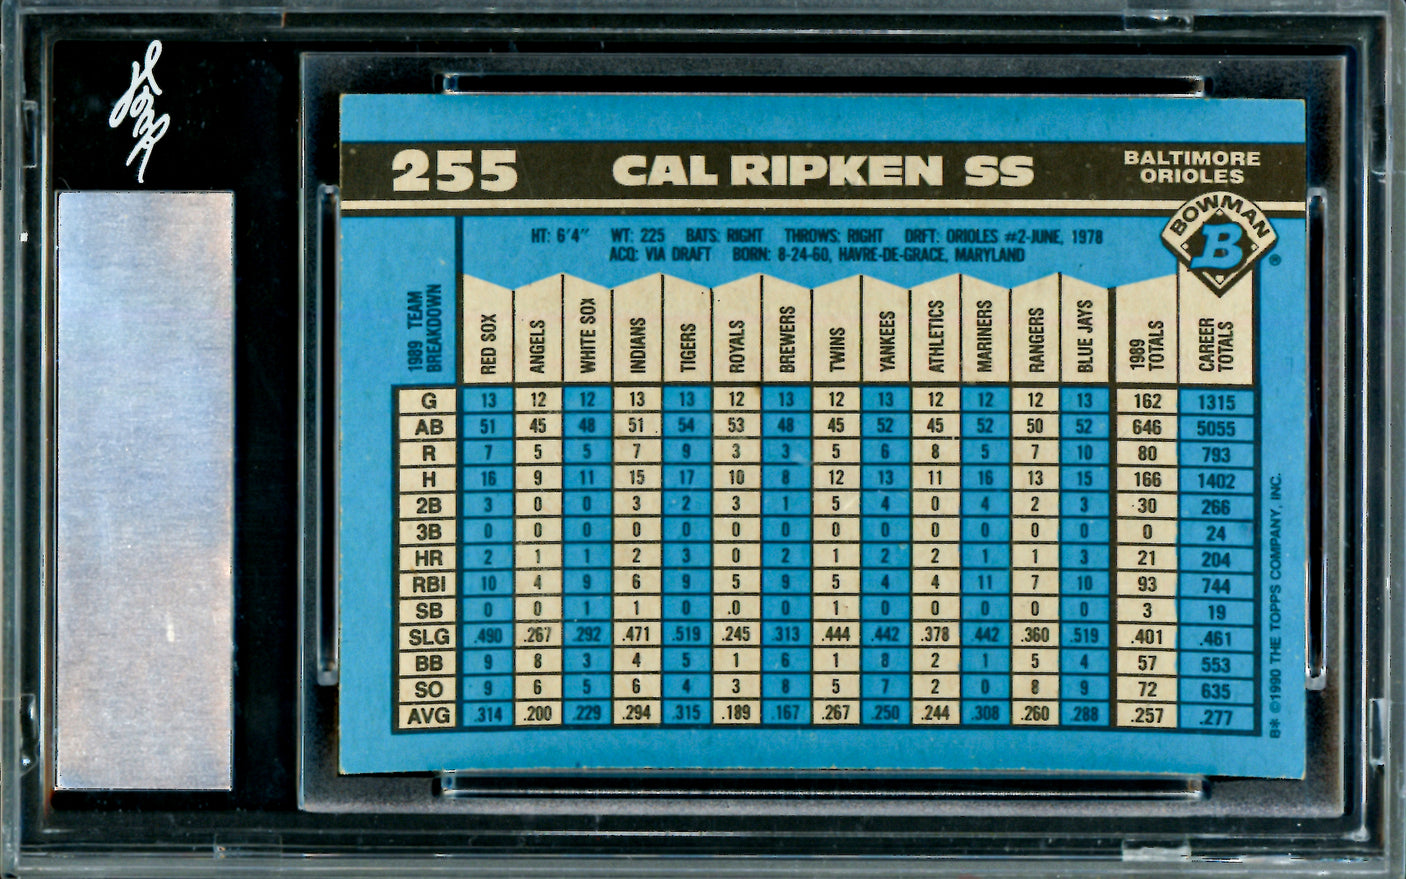 255 CAL RIPKEN SS BALTIMORE
ORIOLES
BOWMAN
B
®
HT: 6'4" WT: 225 BATS: RIGHT THROWS: RIGHT DRFT: ORIOLES #2-JUNE, 1978
ACQ: VIA DRAFT BORN: 8-24-60, HAVRE-DE-GRACE, MARYLAND
1989 TEAM BREAKDOWN RED SOX ANGELS WHITE SOX INDIANS TIGERS ROYALS BREWERS TWINS YANKEES ATHLETICS MARINERS RANGERS BLUE JAYS 1989 TOTALS CAREER TOTALS
G 13 12 12 13 13 12 13 12 13 12 12 12 13 162 1315
AB 51 45 48 51 54 53 48 45 52 45 52 50 52 646 5055
R 7 5 5 7 9 3 3 5 6 8 5 7 10 80 793
H 16 9 11 15 17 10 8 12 13 11 16 13 15 166 1402
2B 3 0 0 3 2 3 1 5 4 0 4 2 3 30 266
3B 0 0 0 0 0 0 0 0 0 0 0 0 0 0 24
HR 2 1 1 2 3 0 2 1 2 2 1 1 3 21 204
RBI 10 4 9 6 9 5 9 5 4 4 11 7 10 93 744
SB 0 0 1 1 0 .0 0 1 0 0 0 0 0 3 19
SLG .490 .267 .292 .471 .519 .245 .313 .444 .442 .378 .442 .360 .519 .401 .461
BB 9 8 3 4 5 1 6 1 8 2 1 5 4 57 553
SO 9 6 5 6 4 3 8 5 7 2 0 8 9 72 635
AVG .314 .200 .229 .294 .315 .189 .167 .267 .250 .244 .308 .260 .288 .257 .277
B* ©1990 THE TOPPS COMPANY, INC.